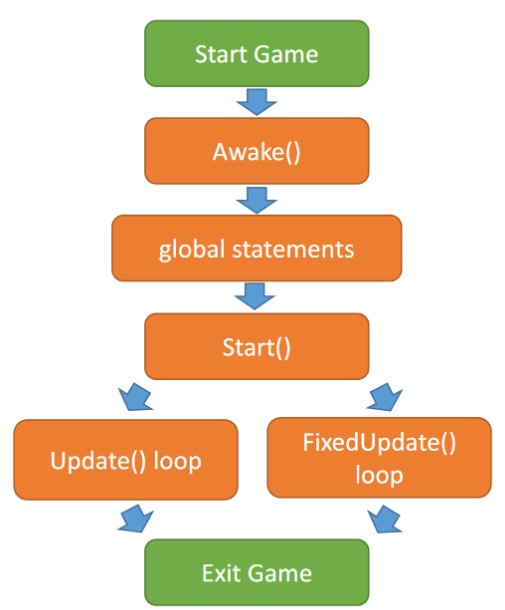 Start Game
Awake()
global statements
Start()
Update() loop
FixedUpdate()
loop
Exit Game